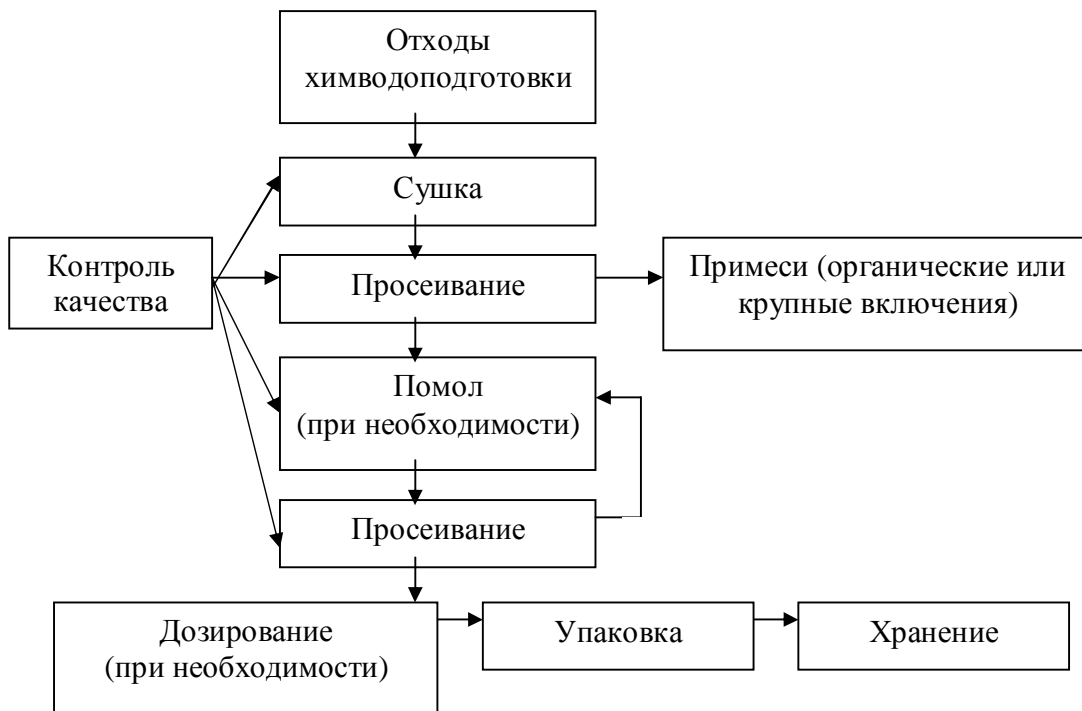 Отходы
химводоподготовки
Сушка
Контроль
качества
Просеивание
Примеси (органические или
крупные включения)
Помол
(при необходимости)
Просеивание
Дозирование
(при необходимости)
Упаковка
Хранение